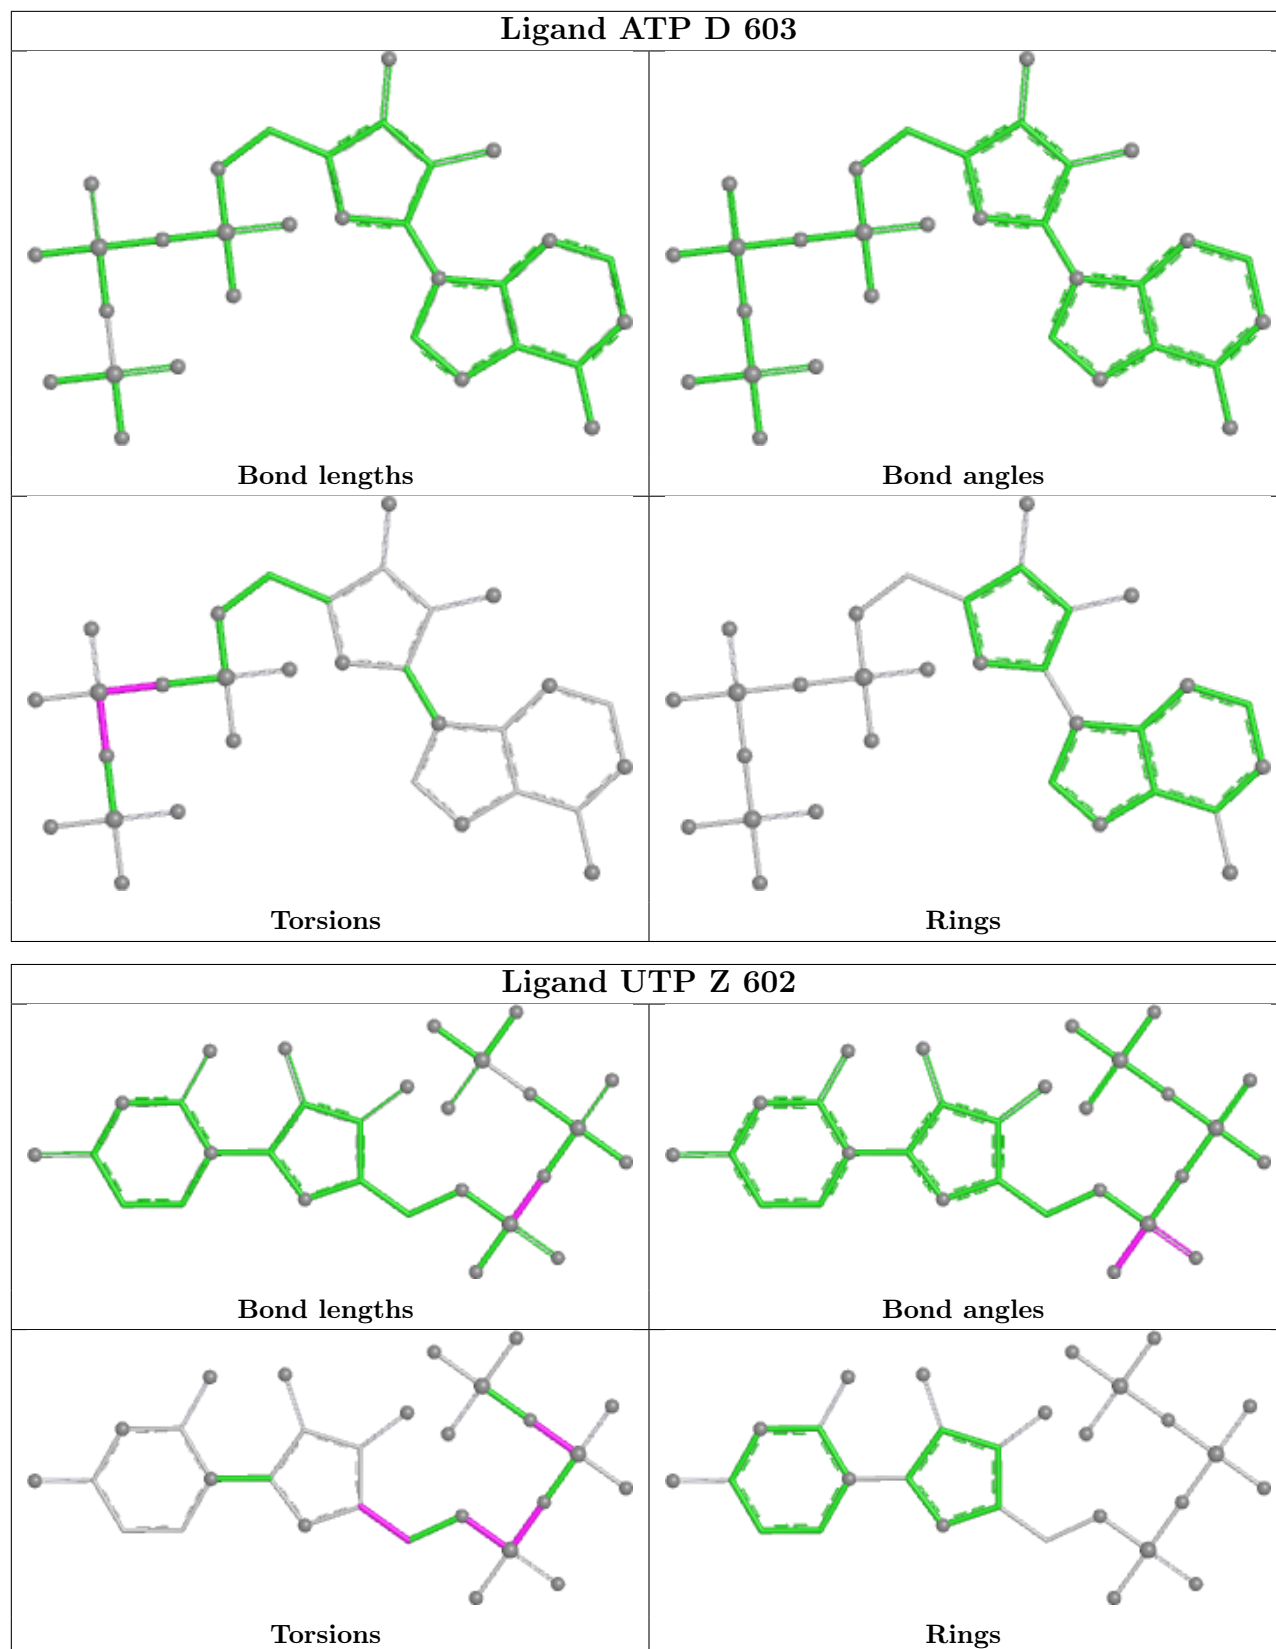 Ligand ATP D 603
Bond lengths
Bond angles
Torsions
Rings
Ligand UTP Z 602
Bond lengths
Bond angles
Torsions
Rings